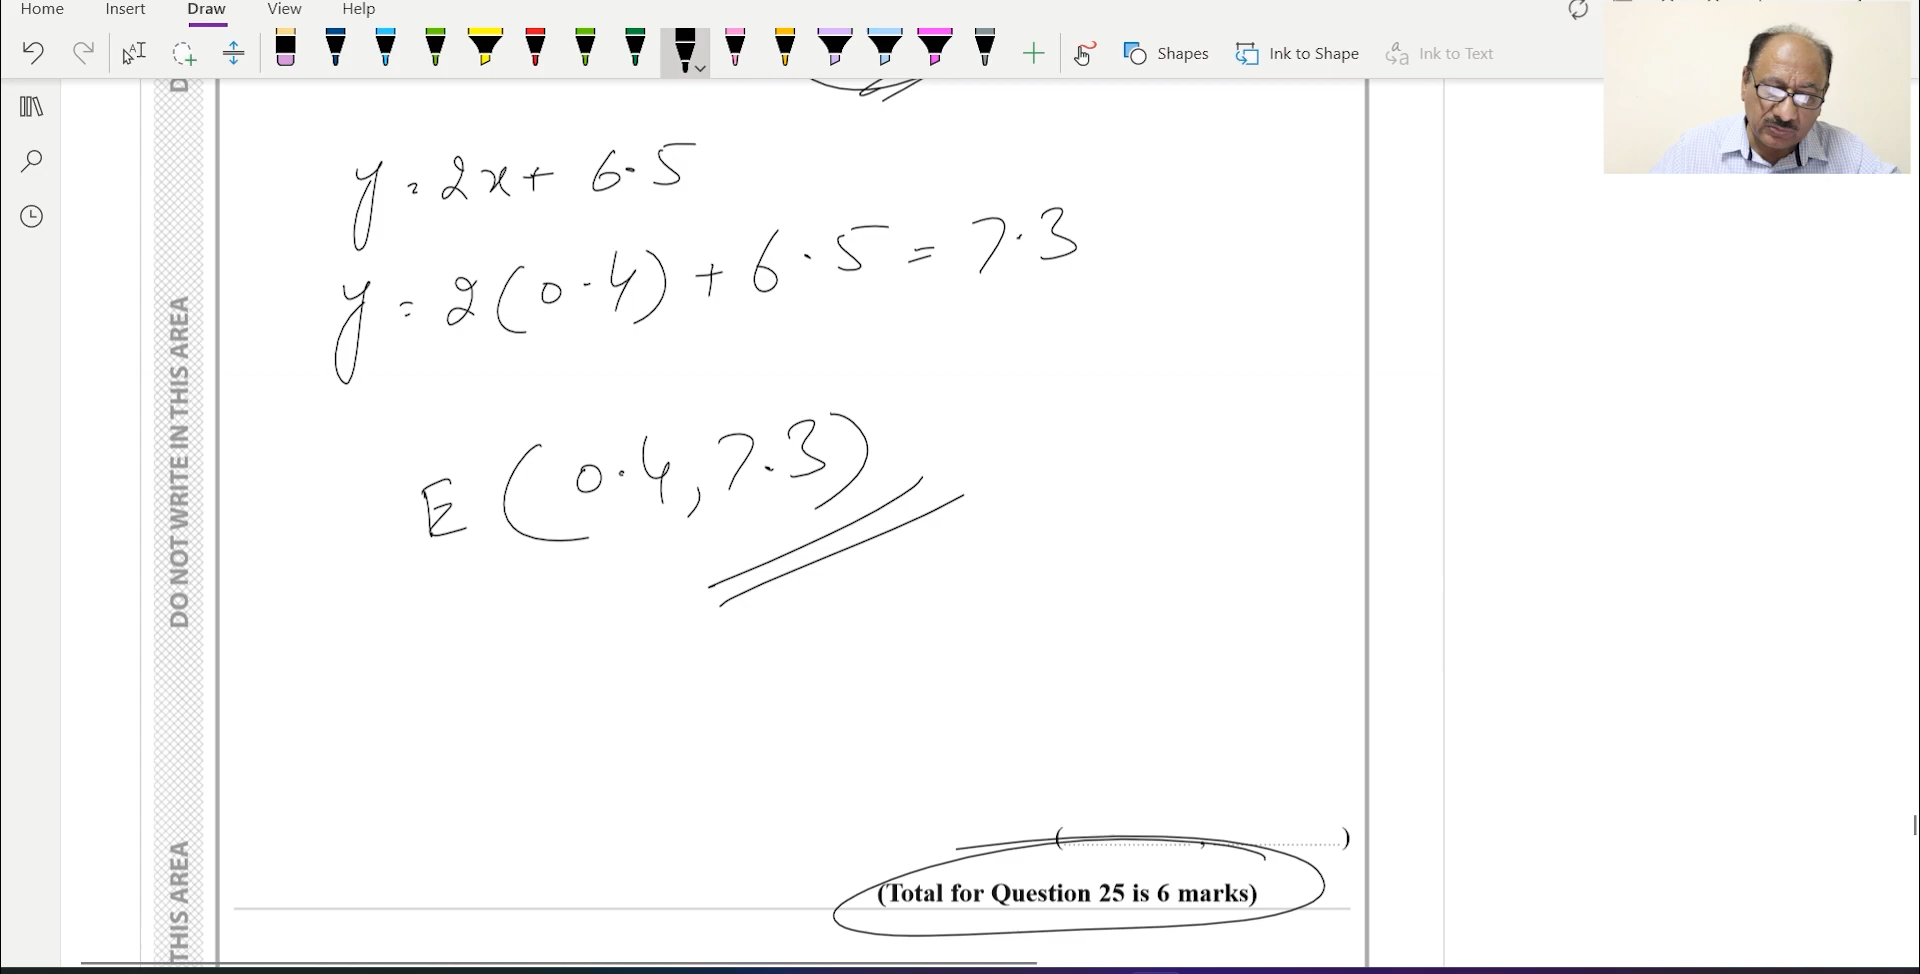 Home Insert Draw View Help
Shapes Ink to Shape Ink to Text
y = 2x + 6.5
y = 2(0.4) + 6.5 = 7.3
E (0.4, 7.3)
(.............................. , ..............................)
(Total for Question 25 is 6 marks)
D
DO NOT WRITE IN THIS AREA
THIS AREA